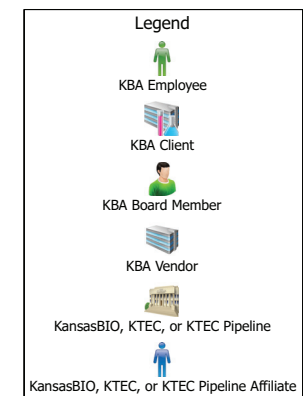 Legend
KBA Employee
KBA Client
KBA Board Member
KBA Vendor
KansasBIO, KTEC, or KTEC Pipeline
KansasBIO, KTEC, or KTEC Pipeline Affiliate